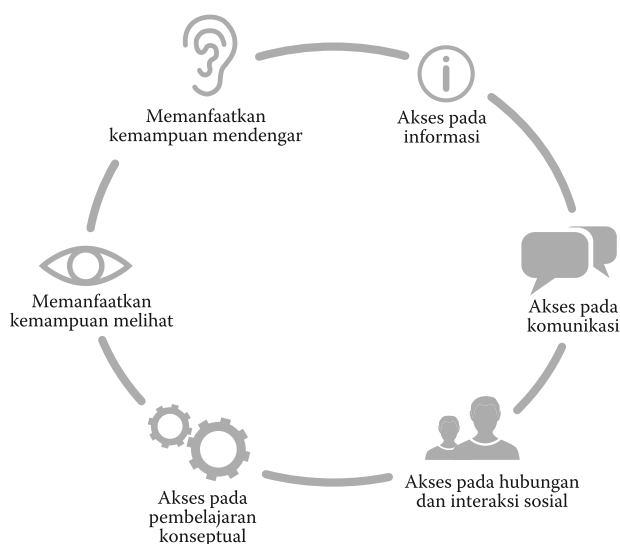 Memanfaatkan
kemampuan mendengar
Akses pada
informasi
Akses pada
komunikasi
Akses pada hubungan
dan interaksi sosial
Akses pada
pembelajaran
konseptual
Memanfaatkan
kemampuan melihat